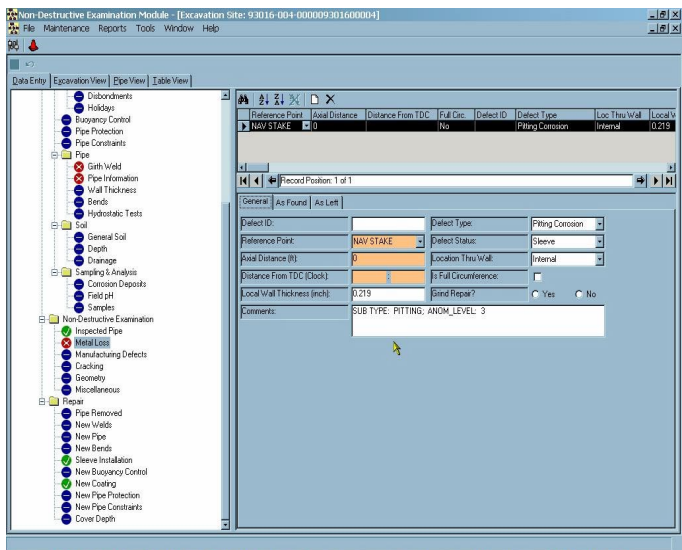 Non-Destructive Examination Module - [Excavation Site: 93016-004-000009301600004]
File Maintenance Reports Tools Window Help
Data Entry Excavation View Pipe View Table View
Disbondments
Holidays
Buoyancy Control
Pipe Protection
Pipe Constraints
Pipe
Girth Weld
Pipe Information
Wall Thickness
Bends
Hydrostatic Tests
Soil
General Soil
Depth
Drainage
Sampling & Analysis
Corrosion Deposits
Field pH
Samples
Non-Destructive Examination
Inspected Pipe
Metal Loss
Manufacturing Defects
Cracking
Geometry
Miscellaneous
Repair
Pipe Removed
New Welds
New Pipe
New Bends
Sleeve Installation
New Buoyancy Control
New Coating
New Pipe Protection
New Pipe Constraints
Cover Depth
Reference Point Axial Distance Distance From TDC Full Circ. Defect ID Defect Type Loc Thru Wall Local W
NAV STAKE 0 No Pitting Corrosion Internal 0.219
Record Position: 1 of 1
General As Found As Left
Defect ID: Defect Type: Pitting Corrosion
Reference Point: NAV STAKE Defect Status: Sleeve
Axial Distance (ft): 0 Location Thru Wall: Internal
Distance From TDC (Clock): : Is Full Circumference:
Local Wall Thickness (inch): 0.219 Grind Repair? Yes No
Comments: SUB TYPE: PITTING; ANOM_LEVEL: 3